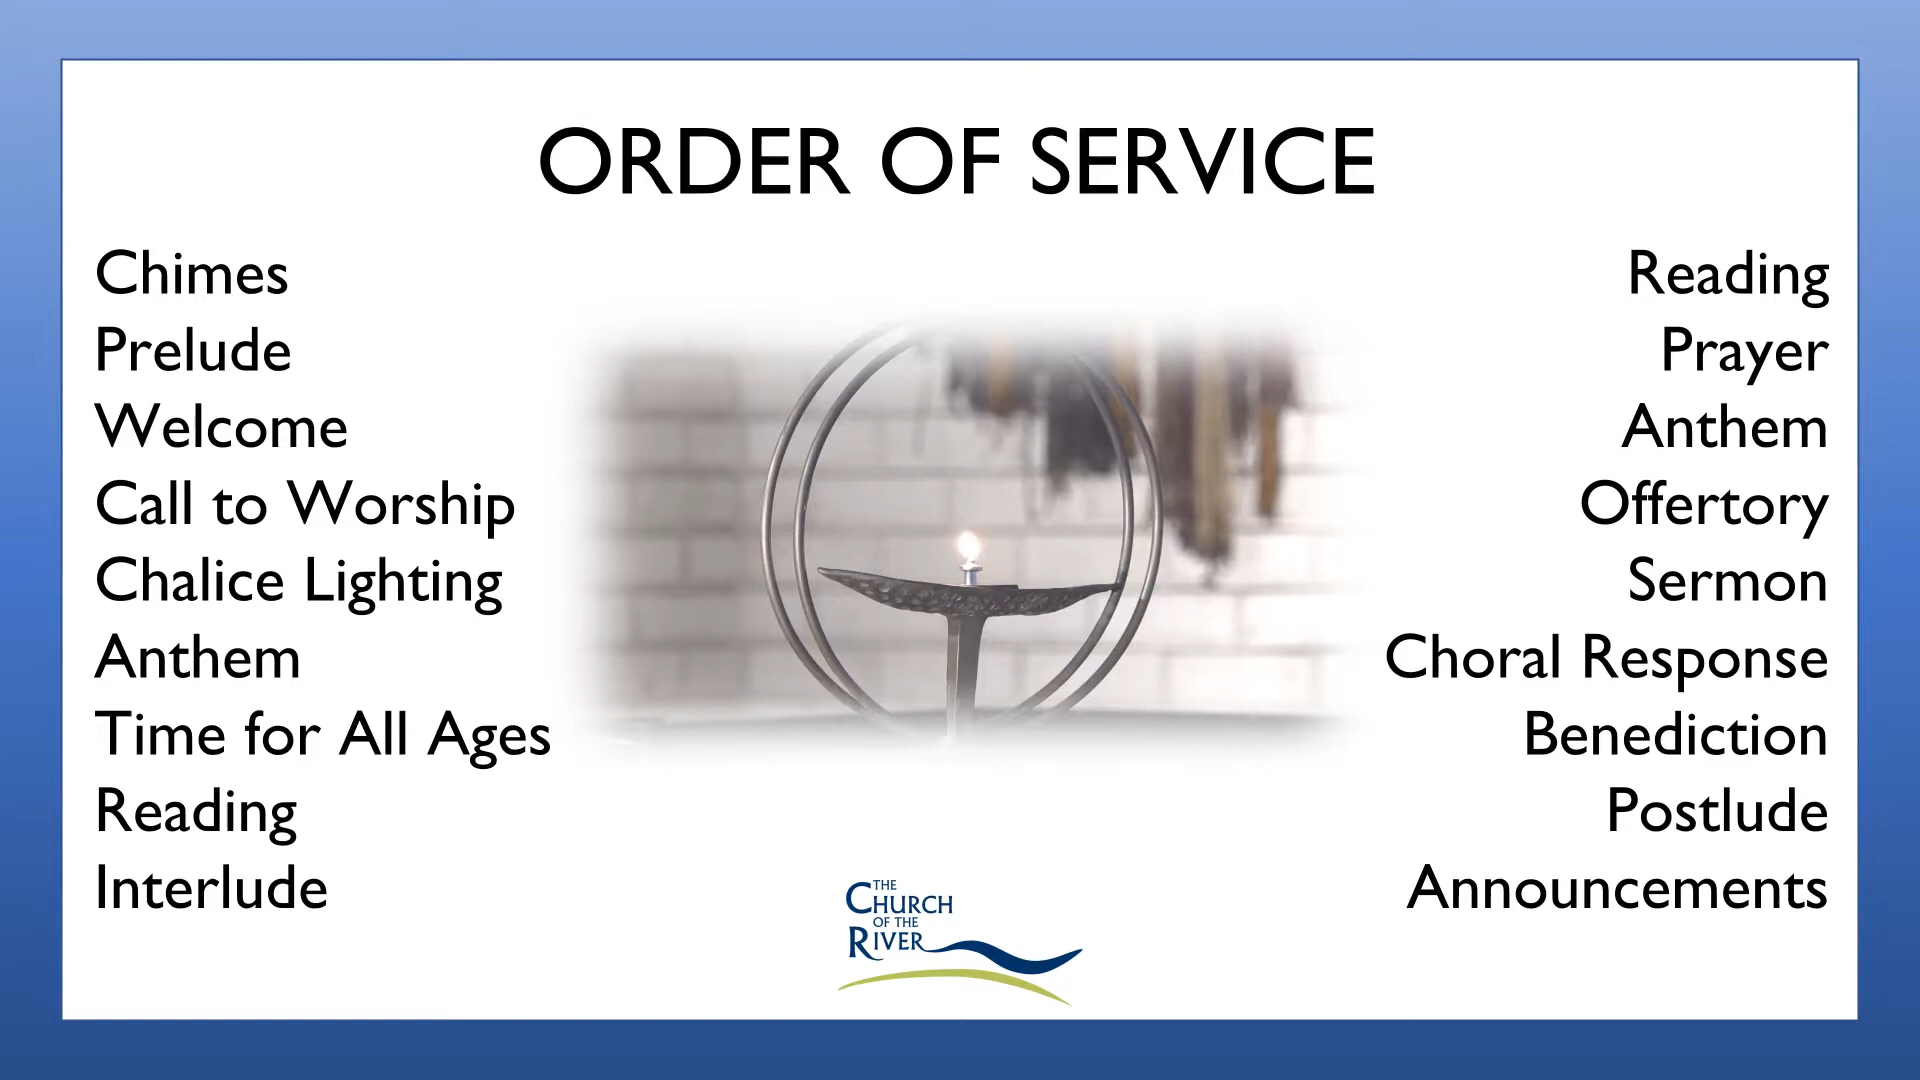 ORDER OF SERVICE
Chimes
Prelude
Welcome
Call to Worship
Chalice Lighting
Anthem
Time for All Ages
Reading
Interlude
Reading
Prayer
Anthem
Offertory
Sermon
Choral Response
Benediction
Postlude
Announcements
THE
CHURCH
OF THE
RIVER